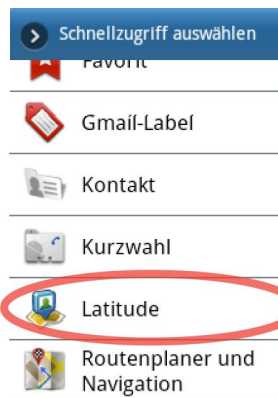 Schnellzugriff auswählen
Favorit
Gmail-Label
Kontakt
Kurzwahl
Latitude
Routenplaner und
Navigation